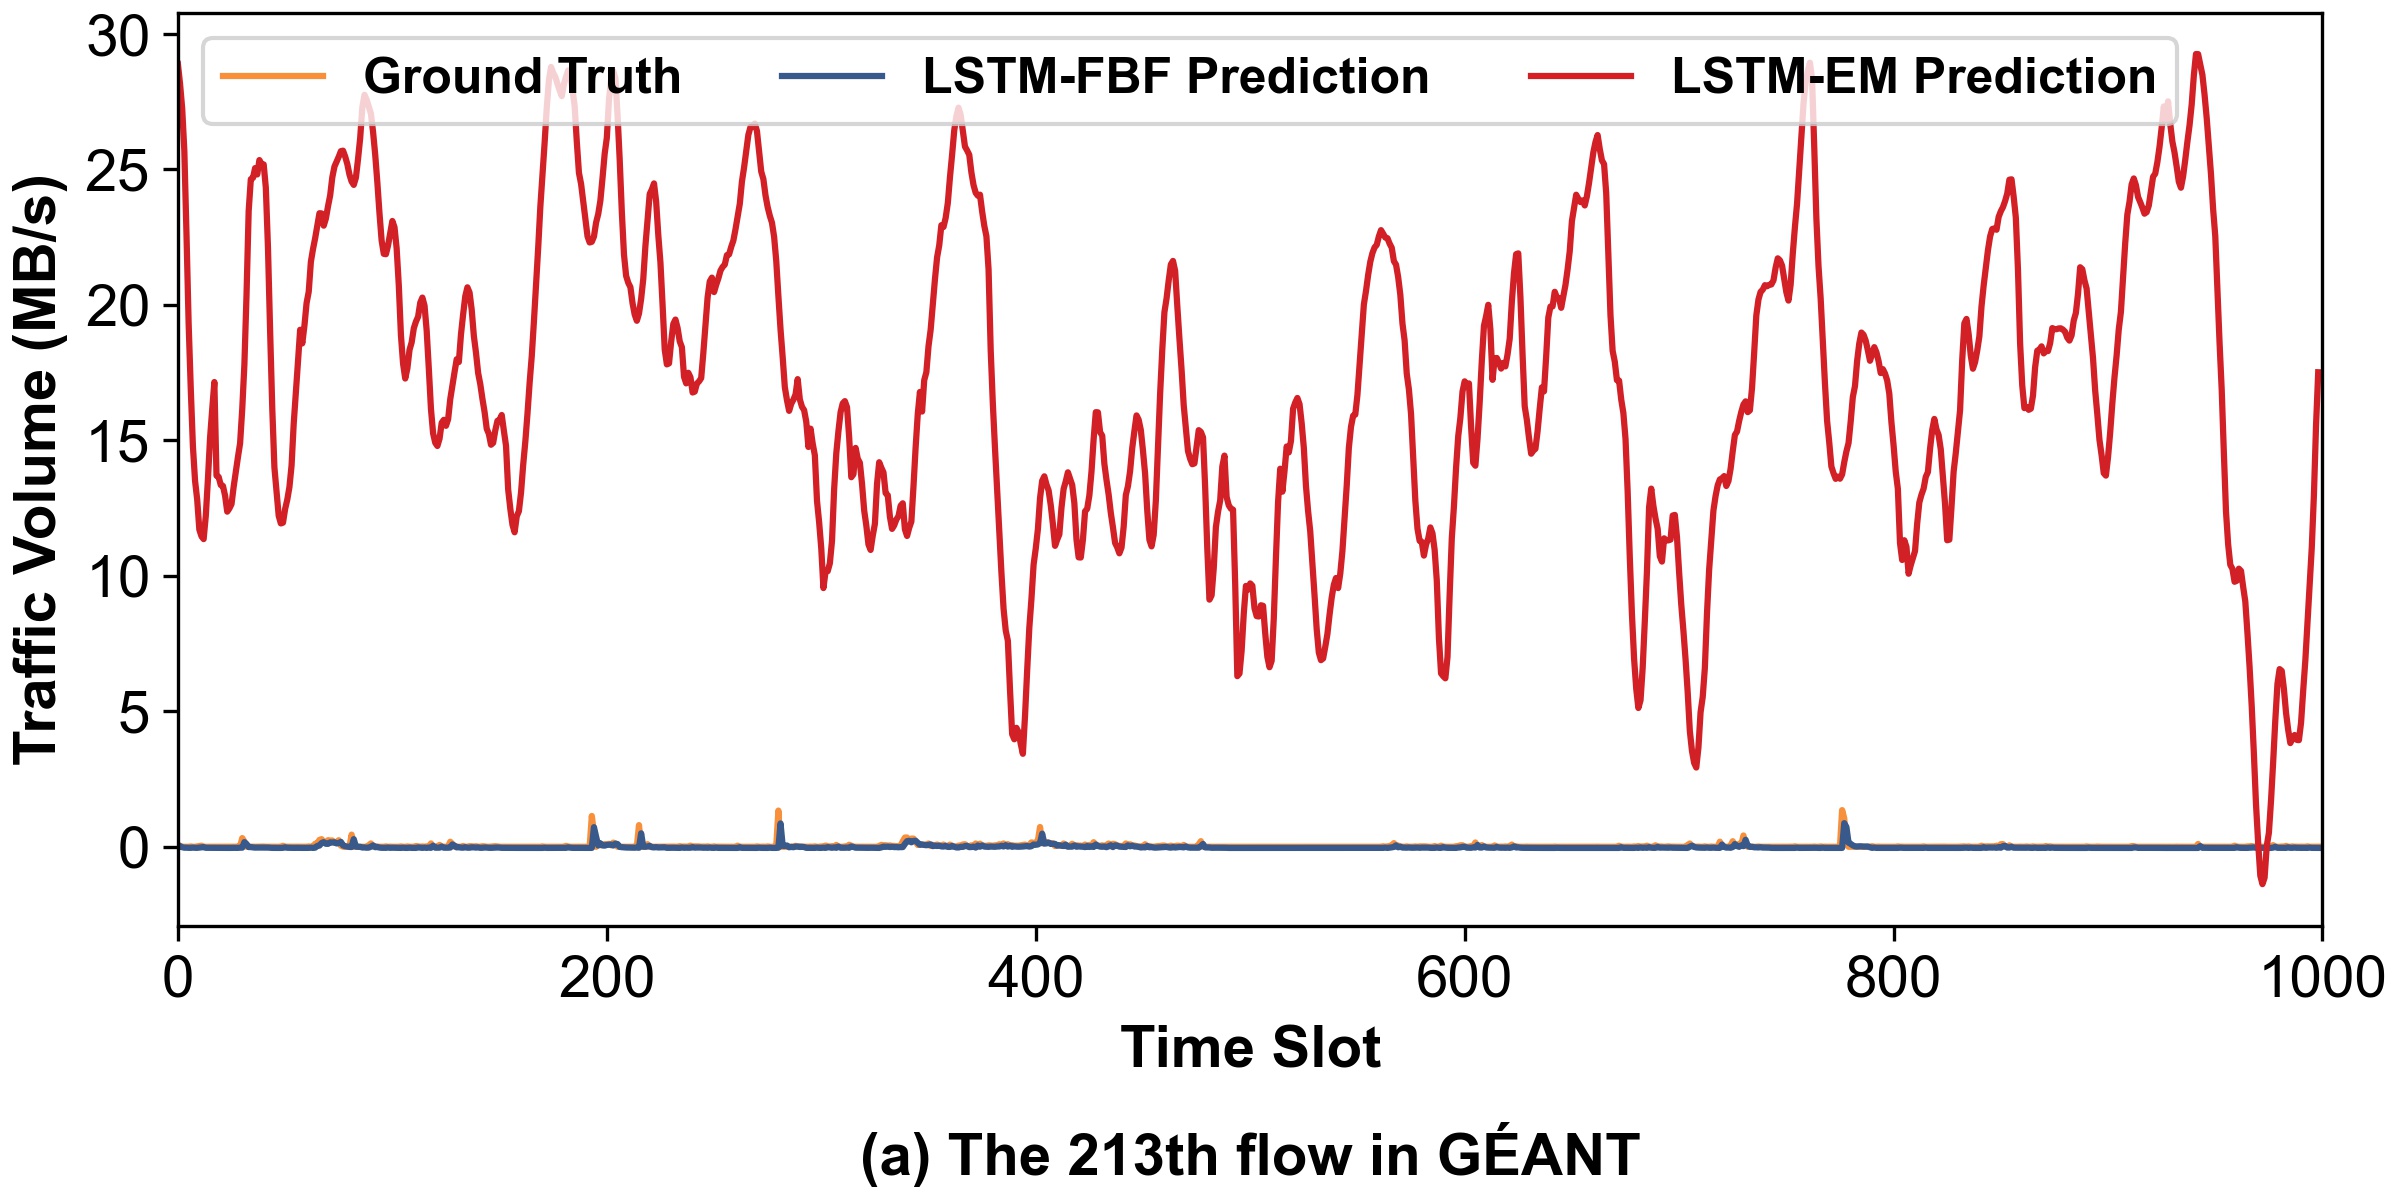 Ground Truth LSTM-FBF Prediction LSTM-EM Prediction
Traffic Volume (MB/s)
30
25
20
15
10
5
0
0 200 400 600 800 1000
Time Slot
(a) The 213th flow in GÉANT